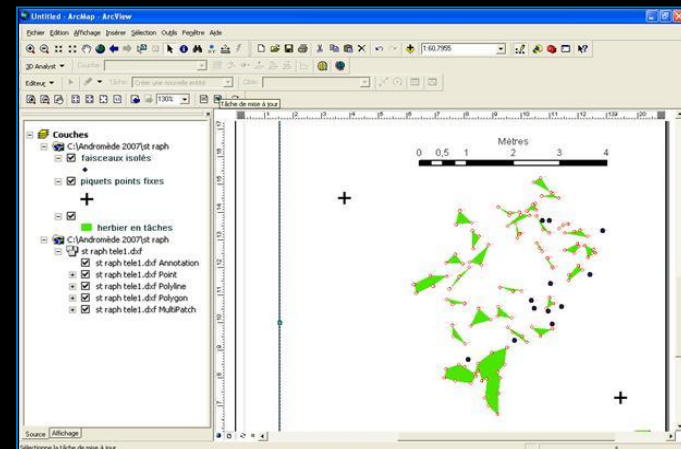 Untitled - ArcMap - ArcView
Fichier Edition Affichage Insérer Sélection Outils Fenêtre Aide
1:60,7955
3D Analyst Couche:
Editeur Tâche: Créer une nouvelle entité Cible:
130%
Tâche de mise à jour
Couches
C:\Andromède 2007\st raph
faisceaux isolés
piquets points fixes
herbier en tâches
C:\Andromède 2007\st raph
st raph tele1.dxf
st raph tele1.dxf Annotation
st raph tele1.dxf Point
st raph tele1.dxf Polyline
st raph tele1.dxf Polygon
st raph tele1.dxf MultiPatch
Mètres
0 0,5 1 2 3 4
Source Affichage
Sélectionne la tâche de mise à jour